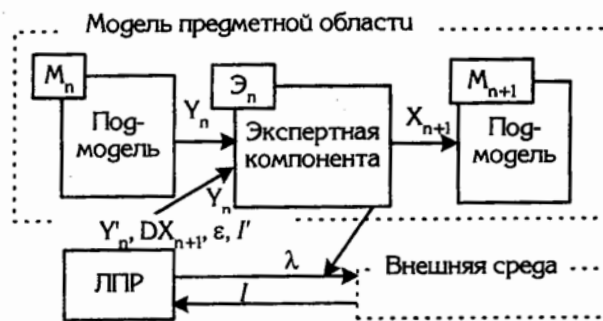 Модель предметной области
Mₙ
Под-
модель
Yₙ
Эₙ
Экспертная
компонента
Xₙ₊₁
Mₙ₊₁
Под-
модель
Yₙ
Y'ₙ, DXₙ₊₁, ε, I'
ЛПР
λ
I
Внешняя среда